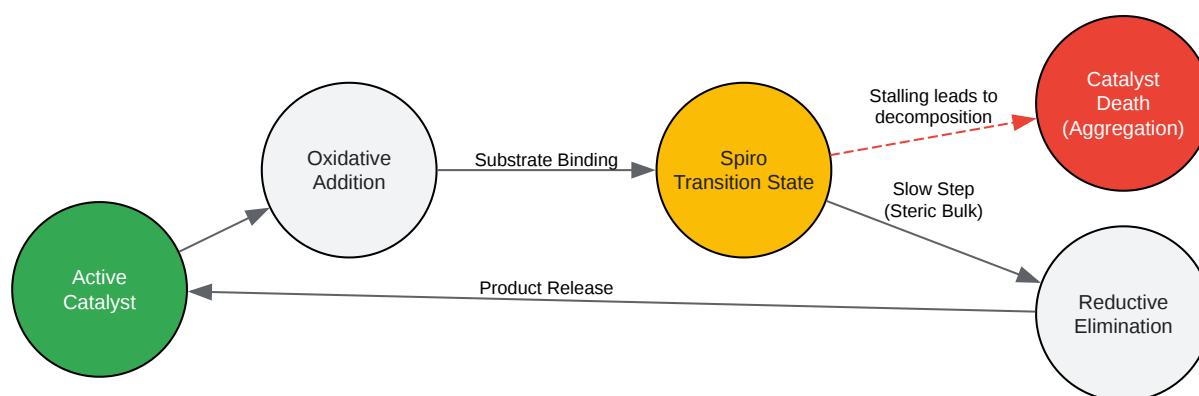 Catalyst
Death
(Aggregation)
Stalling leads to
decomposition
Oxidative
Addition
Substrate Binding
Spiro
Transition State
Slow Step
(Steric Bulk)
Active
Catalyst
Product Release
Reductive
Elimination